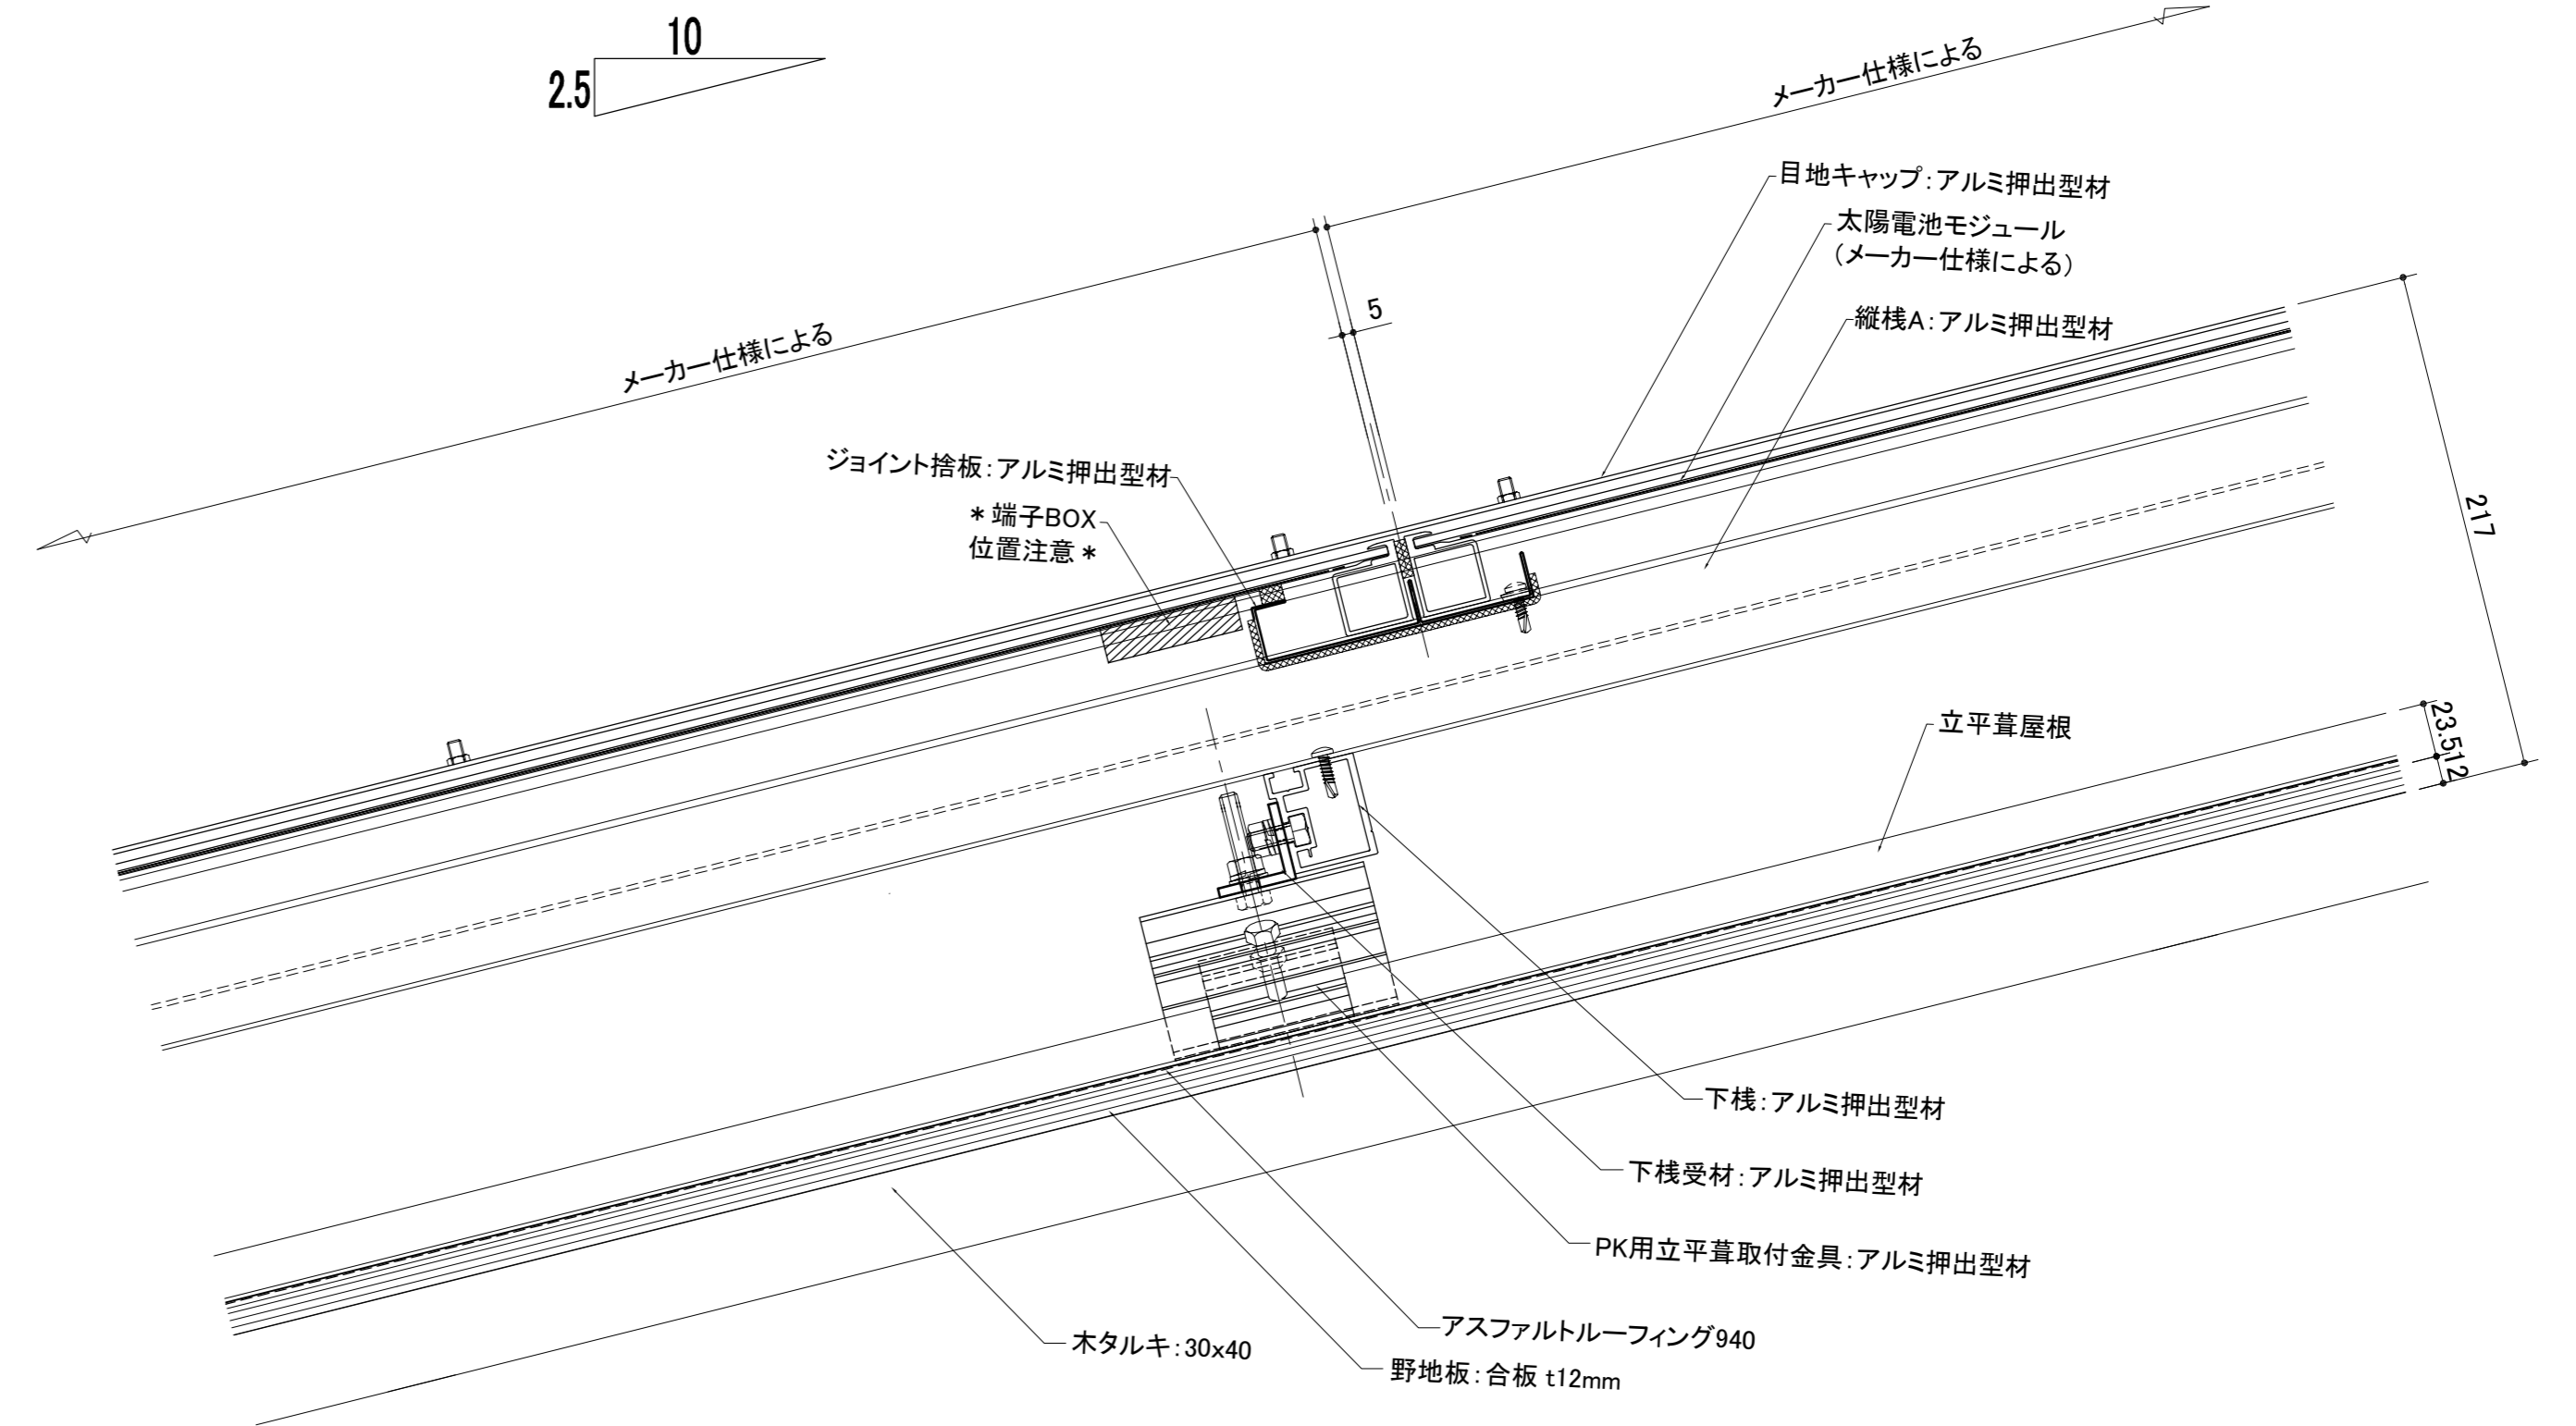 10
2.5
メーカー仕様による
目地キャップ:アルミ押出型材
太陽電池モジュール
(メーカー仕様による)
5
縦桟A:アルミ押出型材
メーカー仕様による
ジョイント捨板:アルミ押出型材
*端子BOX
位置注意*
217
立平葺屋根
23.5
12
下桟:アルミ押出型材
下桟受材:アルミ押出型材
PK用立平葺取付金具:アルミ押出型材
アスファルトルーフィング940
木タルキ:30x40
野地板:合板 t12mm